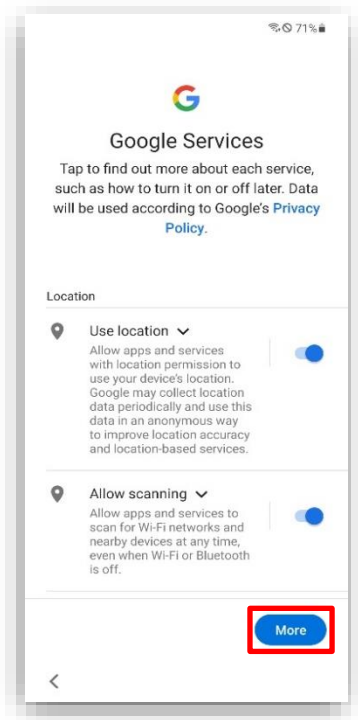 71%
Google Services
Tap to find out more about each service,
such as how to turn it on or off later. Data
will be used according to Google's Privacy
Policy.
Location
Use location
Allow apps and services
with location permission to
use your device's location.
Google may collect location
data periodically and use this
data in an anonymous way
to improve location accuracy
and location-based services.
Allow scanning
Allow apps and services to
scan for Wi-Fi networks and
nearby devices at any time,
even when Wi-Fi or Bluetooth
is off.
More